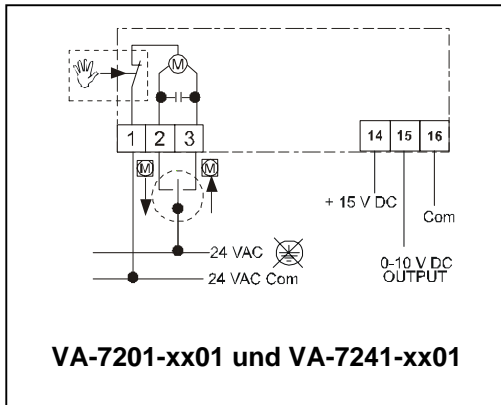 M
1 2 3
14 15 16
M M
+ 15 V DC
Com
0-10 V DC
OUTPUT
24 VAC
24 VAC Com
VA-7201-xx01 und VA-7241-xx01